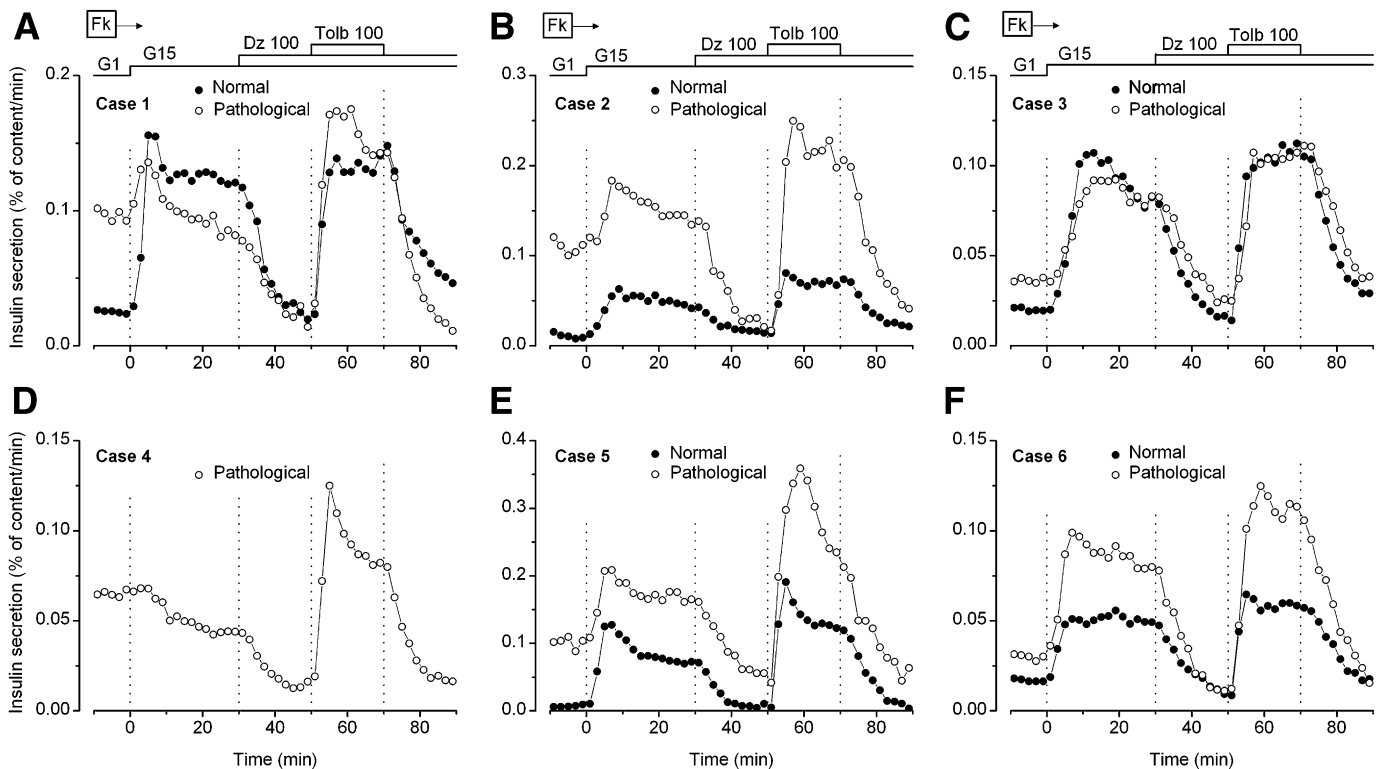 A
Fk
B
Fk
C
Fk
Tolb 100
Tolb 100
Tolb 100
G1
G15
Dz 100
G1
G15
Dz 100
G1
G15
Dz 100
Insulin secretion (% of content/min)
0.2
0.1
0.0
Case 1
Normal
Pathological
0
20
40
60
80
0.3
0.2
0.1
0.0
Case 2
Normal
Pathological
0
20
40
60
80
0.15
0.10
0.05
0.00
Case 3
Normal
Pathological
0
20
40
60
80
D
E
F
Insulin secretion (% of content/min)
0.15
0.10
0.05
0.00
Case 4
Pathological
0
20
40
60
80
Time (min)
0.4
0.3
0.2
0.1
0.0
Case 5
Normal
Pathological
0
20
40
60
80
Time (min)
0.15
0.10
0.05
0.00
Case 6
Normal
Pathological
0
20
40
60
80
Time (min)